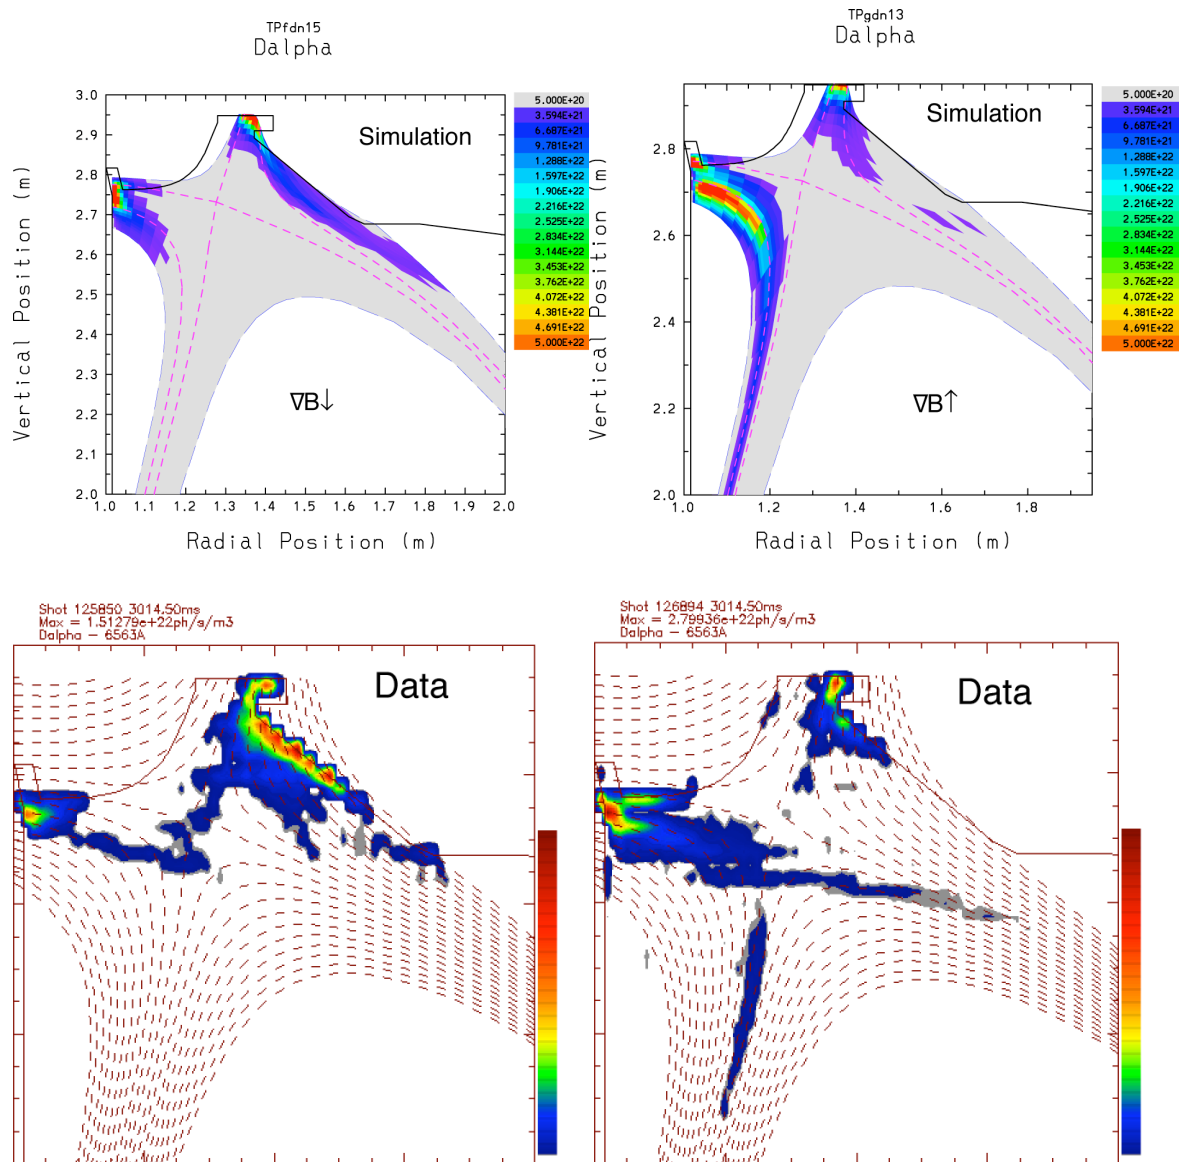 TPfdn15
Dalpha
Simulation
Vertical Position (m)
3.0
2.9
2.8
2.7
2.6
2.5
2.4
2.3
2.2
2.1
2.0
∇B↓
1.0 1.1 1.2 1.3 1.4 1.5 1.6 1.7 1.8 1.9 2.0
Radial Position (m)
5.000E+20
3.594E+21
6.687E+21
9.781E+21
1.288E+22
1.597E+22
1.906E+22
2.216E+22
2.525E+22
2.834E+22
3.144E+22
3.453E+22
3.762E+22
4.072E+22
4.381E+22
4.691E+22
5.000E+22
TPgdn13
Dalpha
Simulation
Vertical Position (m)
2.8
2.6
2.4
2.2
2.0
∇B↑
1.0 1.2 1.4 1.6 1.8
Radial Position (m)
5.000E+20
3.594E+21
6.687E+21
9.781E+21
1.288E+22
1.597E+22
1.906E+22
2.216E+22
2.525E+22
2.834E+22
3.144E+22
3.453E+22
3.762E+22
4.072E+22
4.381E+22
4.691E+22
5.000E+22
Shot 125850 3014.50ms
Max = 1.51279e+22ph/s/m3
Dalpha - 6563A
Data
Shot 126894 3014.50ms
Max = 2.79936e+22ph/s/m3
Dalpha - 6563A
Data